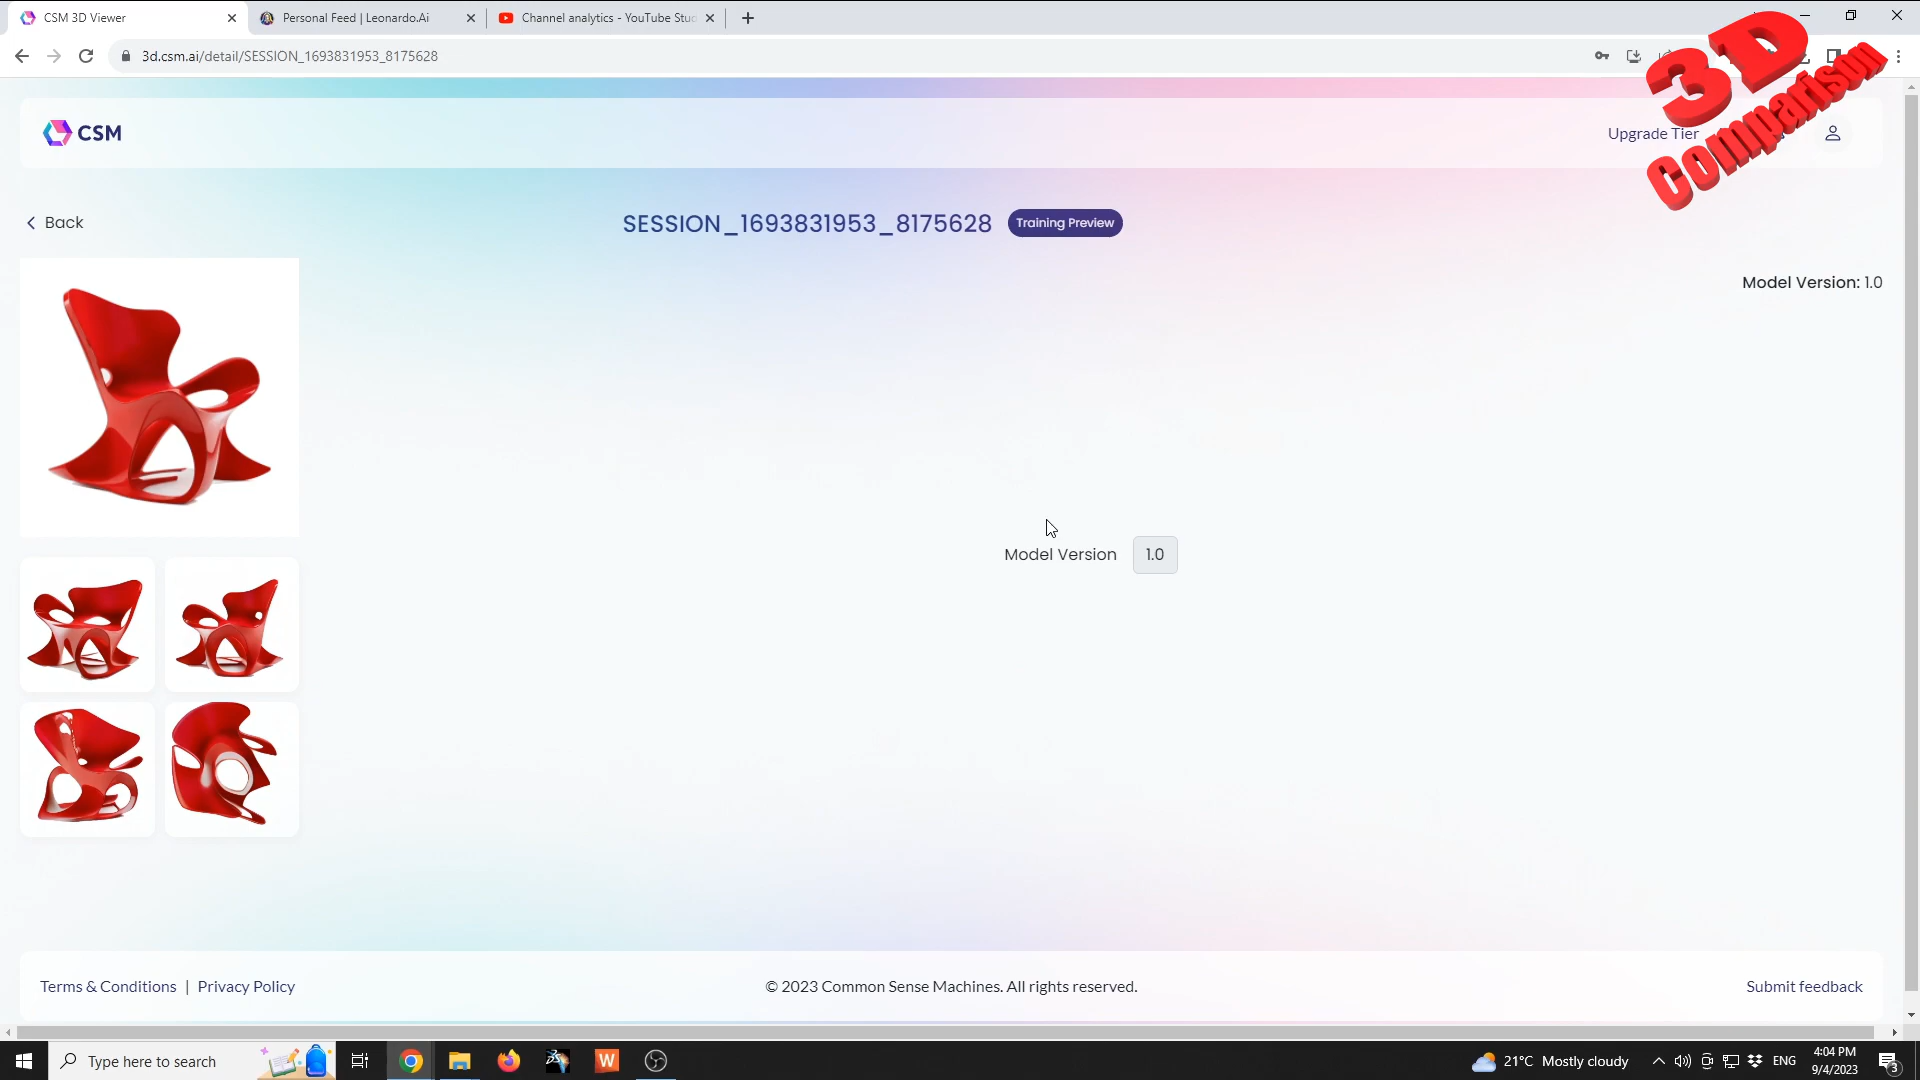 CSM 3D Viewer
Personal Feed | Leonardo.Ai
Channel analytics - YouTube Stu
3d.csm.ai/detail/SESSION_1693831953_8175628
3D
Comparison
CSM
Upgrade Tier
Back
SESSION_1693831953_8175628
Training Preview
Model Version: 1.0
Model Version 1.0
Terms & Conditions | Privacy Policy
© 2023 Common Sense Machines. All rights reserved.
Submit feedback
Type here to search
W
21°C Mostly cloudy
ENG
4:04 PM
9/4/2023
3